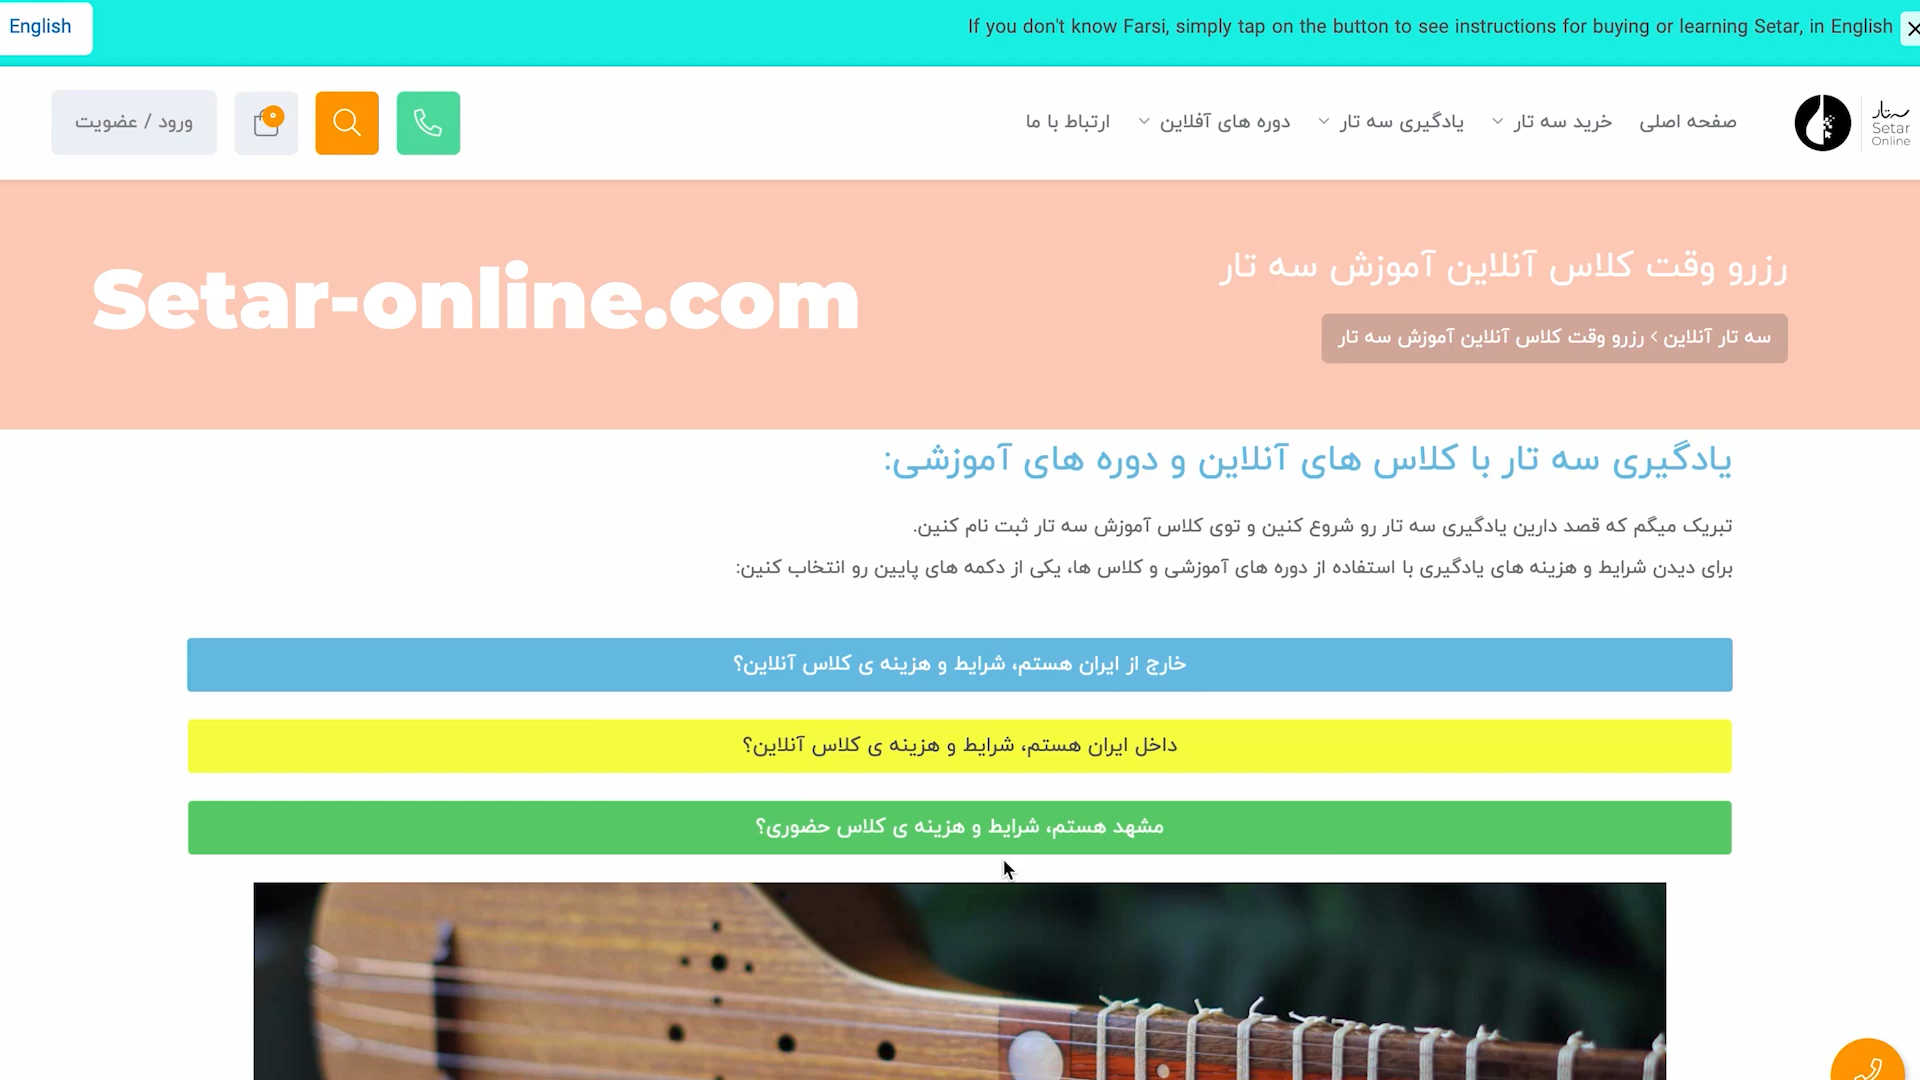 English
If you don't know Farsi, simply tap on the button to see instructions for buying or learning Setar, in English
سه‌تار
Setar
Online
صفحه اصلی
خرید سه تار
یادگیری سه تار
دوره های آفلاین
ارتباط با ما
ورود / عضویت
رزرو وقت کلاس آنلاین آموزش سه تار
سه تار آنلاین › رزرو وقت کلاس آنلاین آموزش سه تار
Setar-online.com
یادگیری سه تار با کلاس های آنلاین و دوره های آموزشی:
تبریک میگم که قصد دارین یادگیری سه تار رو شروع کنین و توی کلاس آموزش سه تار ثبت نام کنین.
برای دیدن شرایط و هزینه های یادگیری با استفاده از دوره های آموزشی و کلاس ها، یکی از دکمه های پایین رو انتخاب کنین:
خارج از ایران هستم، شرایط و هزینه ی کلاس آنلاین؟
داخل ایران هستم، شرایط و هزینه ی کلاس آنلاین؟
مشهد هستم، شرایط و هزینه ی کلاس حضوری؟